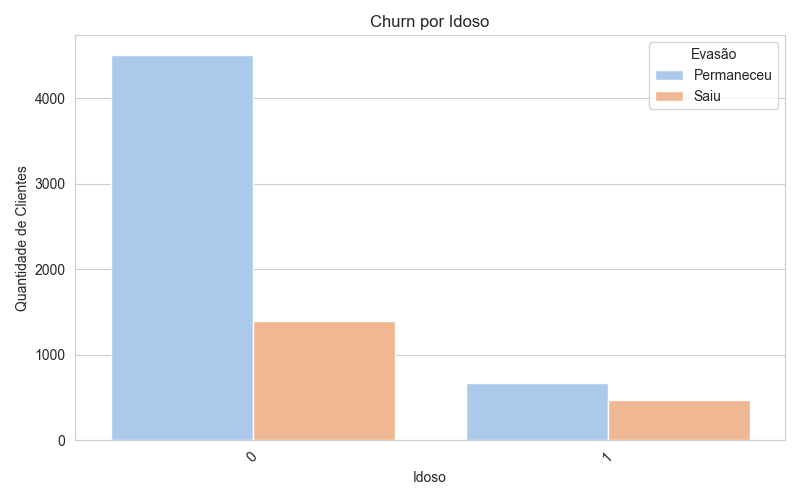 Churn por Idoso
Evasão
Permaneceu
Saiu
Quantidade de Clientes
4000
3000
2000
1000
0
0
1
Idoso